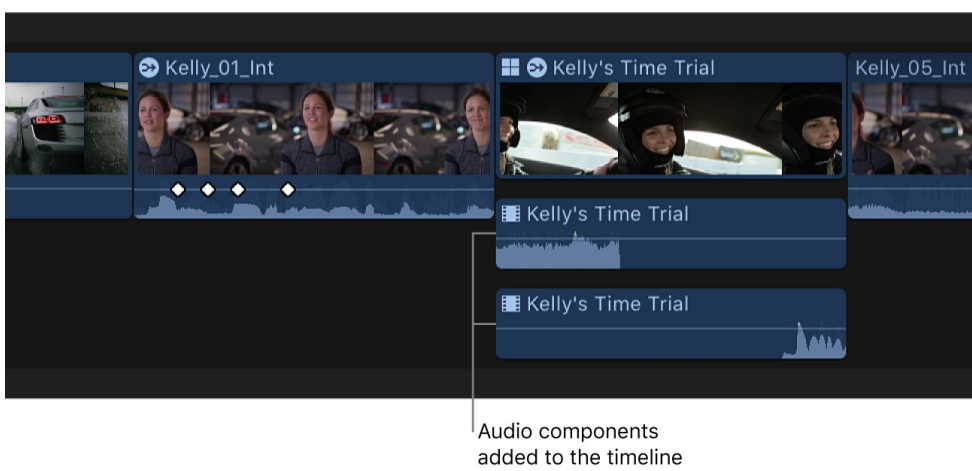 Kelly_01_Int
Kelly's Time Trial
Kelly_05_Int
Kelly's Time Trial
Kelly's Time Trial
Audio components
added to the timeline